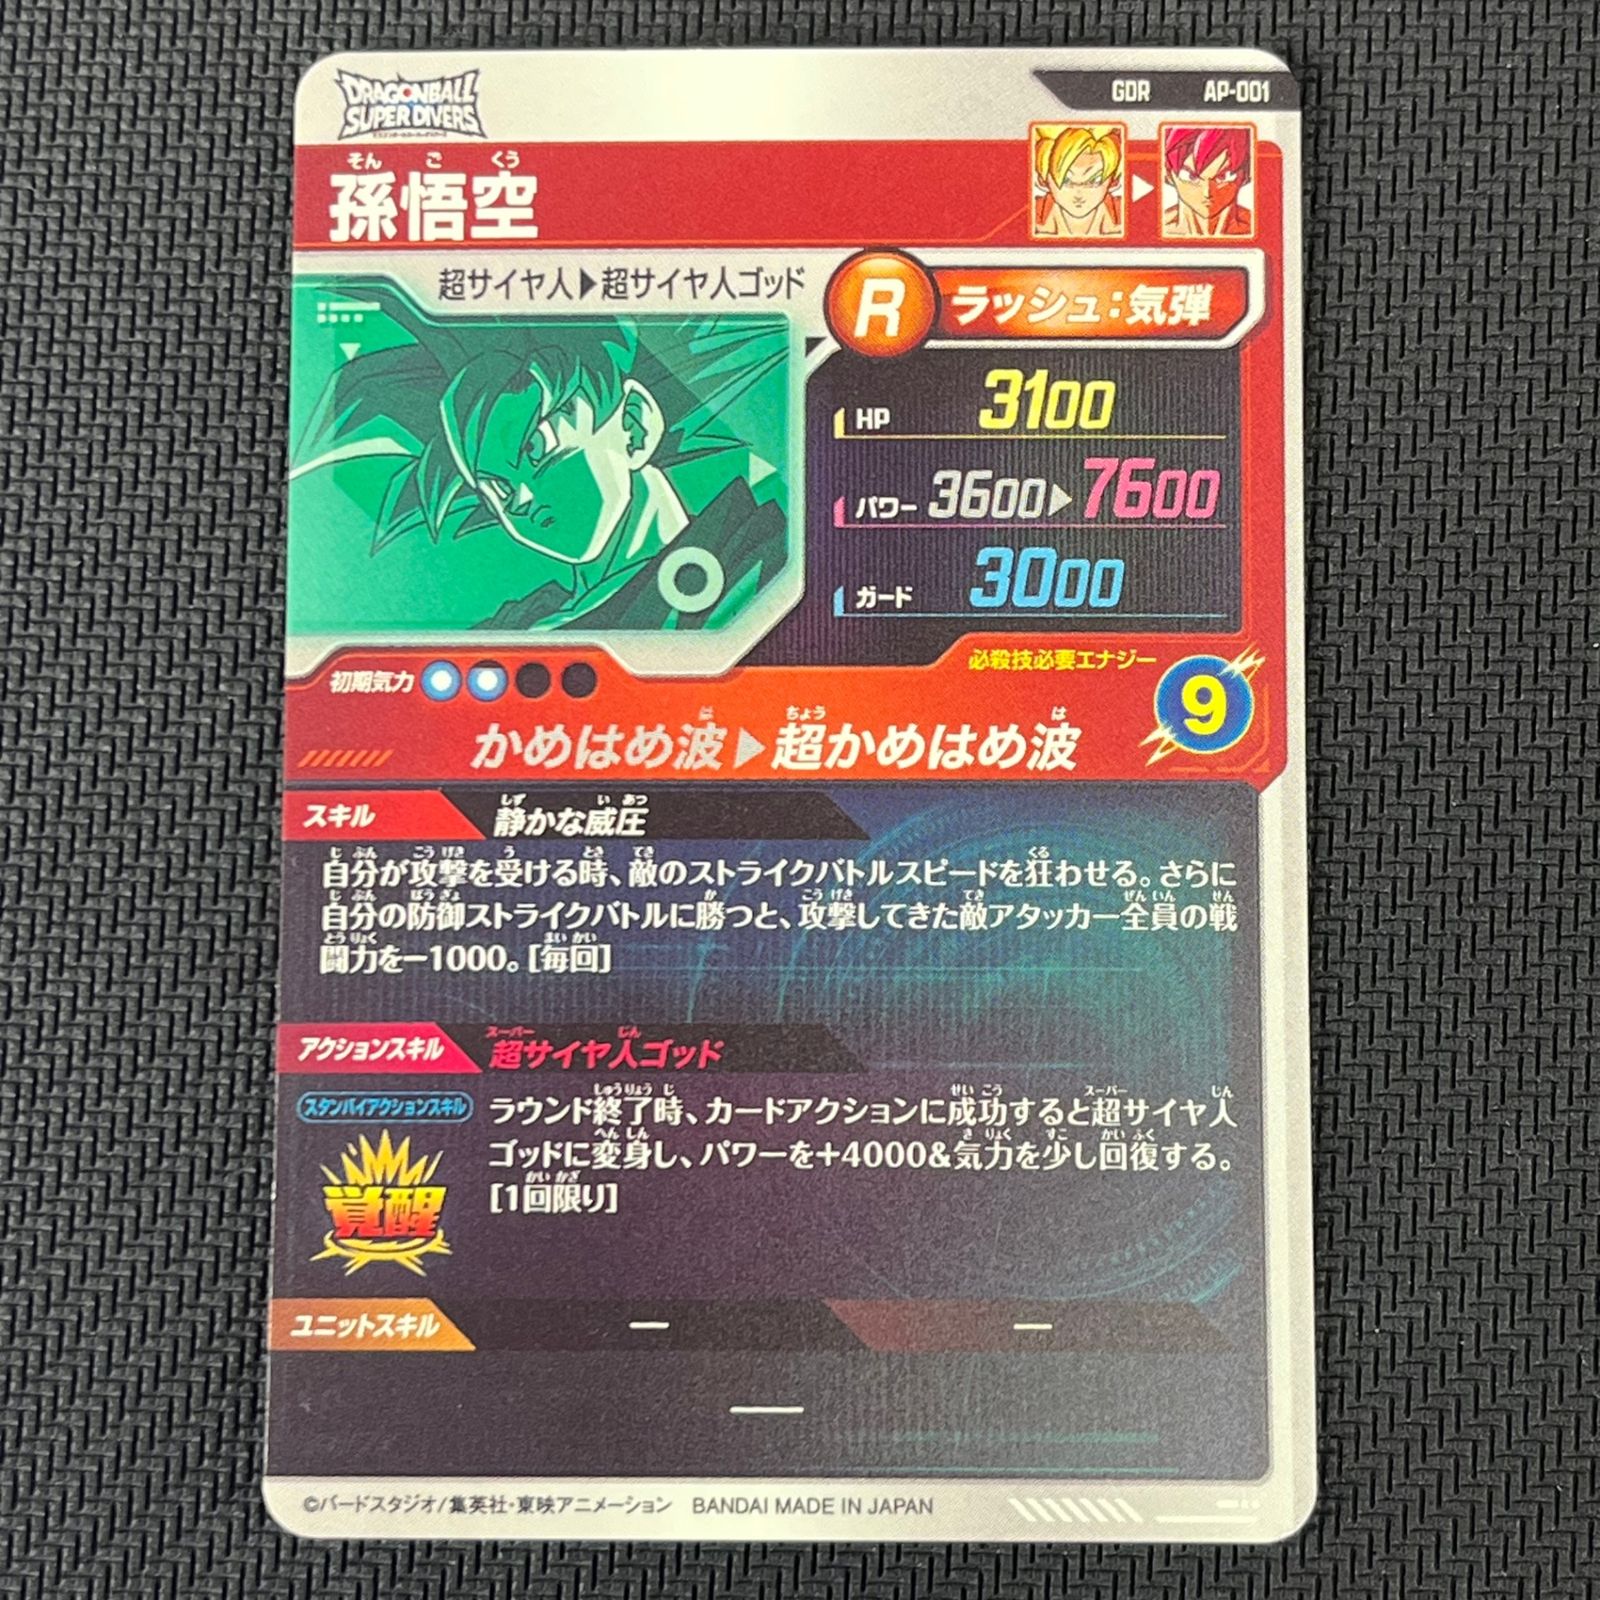 DRAGONBALL
SUPER DIVERS
GDR AP-001
そんごくう
孫悟空
超サイヤ人▶超サイヤ人ゴッド
R ラッシュ:気弾
HP 3100
パワー 3600▶7600
ガード 3000
初期気力
必殺技必要エナジー
9
かめはめ波▶超かめはめ波
スキル 静かな威圧
自分が攻撃を受ける時、敵のストライクバトルスピードを狂わせる。さらに
自分の防御ストライクバトルに勝つと、攻撃してきた敵アタッカー全員の戦
闘力を-1000。[毎回]
アクションスキル 超サイヤ人ゴッド
スタンバイアクションスキル
覚醒
ラウンド終了時、カードアクションに成功すると超サイヤ人
ゴッドに変身し、パワーを+4000&気力を少し回復する。
[1回限り]
ユニットスキル ー ー
ー
©バードスタジオ/集英社・東映アニメーション BANDAI MADE IN JAPAN